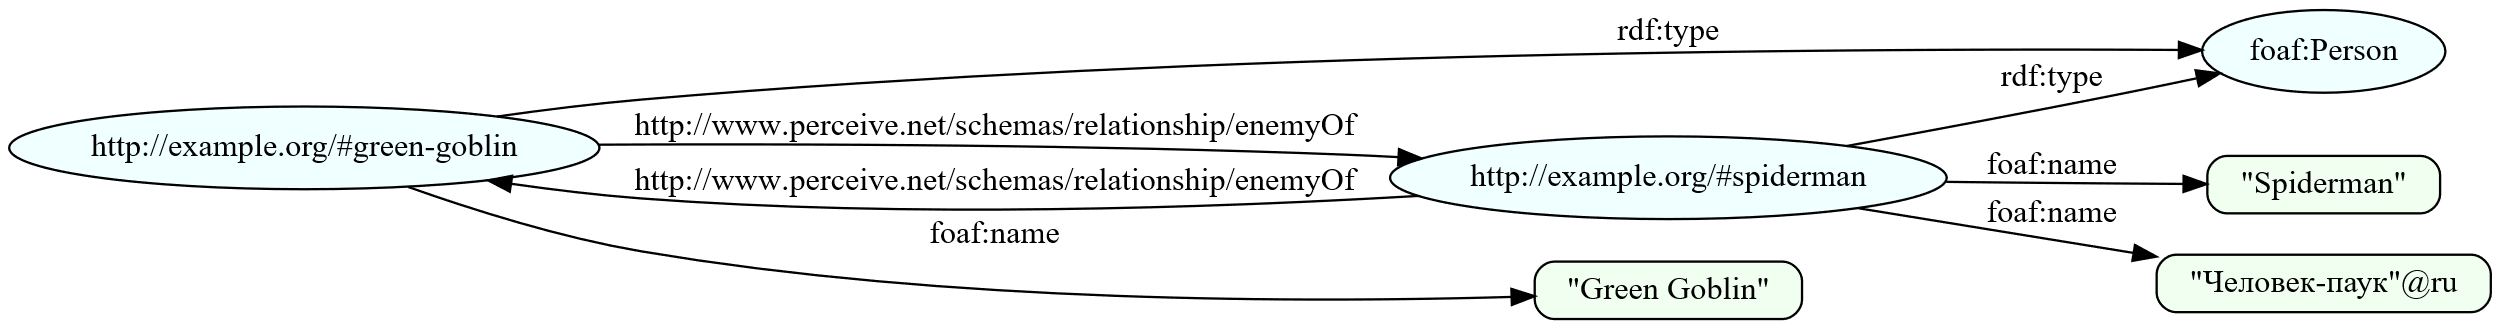 rdf:type
foaf:Person
rdf:type
http://www.perceive.net/schemas/relationship/enemyOf
http://example.org/#green-goblin
foaf:name
http://www.perceive.net/schemas/relationship/enemyOf
http://example.org/#spiderman
"Spiderman"
foaf:name
foaf:name
"Green Goblin"
"Человек-паук"@ru